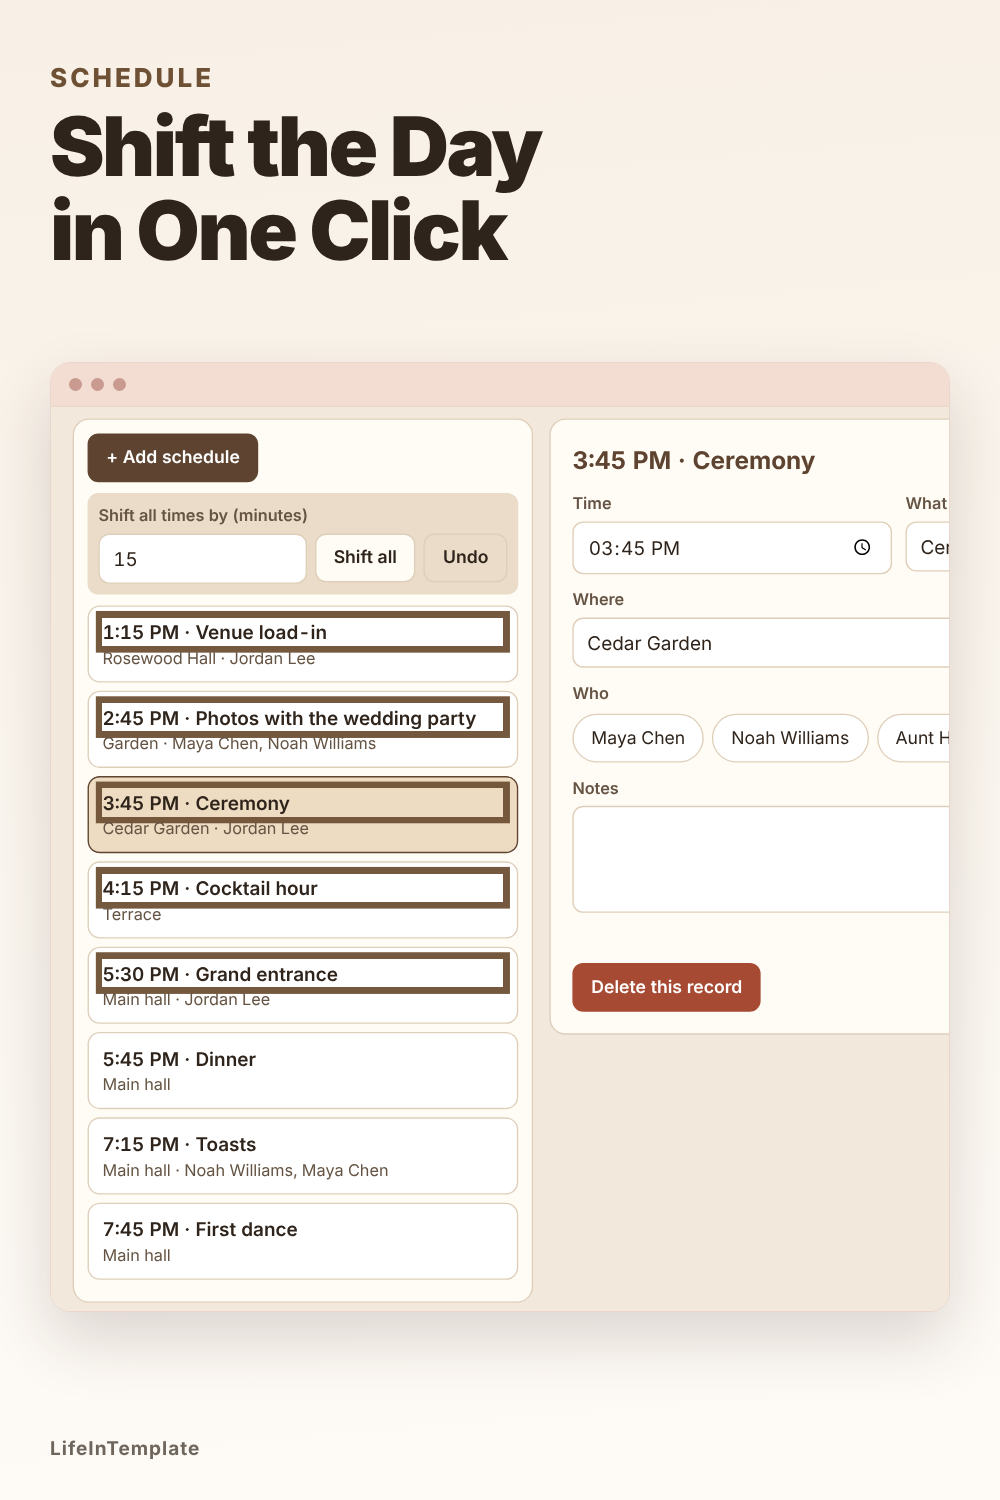 SCHEDULE
Shift the Day
in One Click
+ Add schedule
Shift all times by (minutes)
15
Shift all
Undo
1:15 PM · Venue load-in
Rosewood Hall · Jordan Lee
2:45 PM · Photos with the wedding party
Garden · Maya Chen, Noah Williams
3:45 PM · Ceremony
Cedar Garden · Jordan Lee
4:15 PM · Cocktail hour
Terrace
5:30 PM · Grand entrance
Main hall · Jordan Lee
5:45 PM · Dinner
Main hall
7:15 PM · Toasts
Main hall · Noah Williams, Maya Chen
7:45 PM · First dance
Main hall
3:45 PM · Ceremony
Time
What
03:45 PM
Cer
Where
Cedar Garden
Who
Maya Chen
Noah Williams
Aunt H
Notes
Delete this record
LifeInTemplate